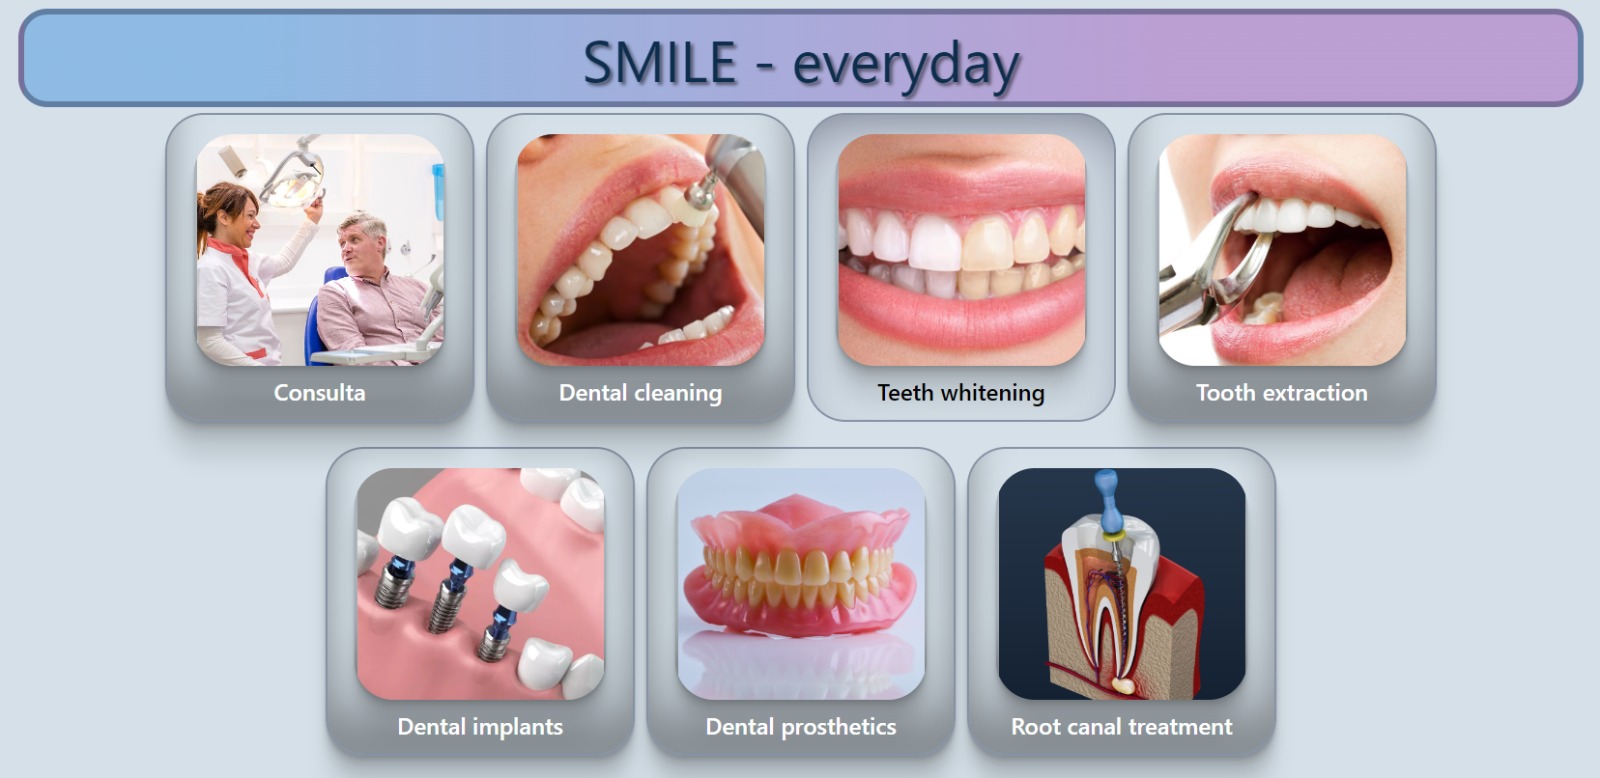 SMILE - everyday
Consulta
Dental cleaning
Teeth whitening
Tooth extraction
Dental implants
Dental prosthetics
Root canal treatment